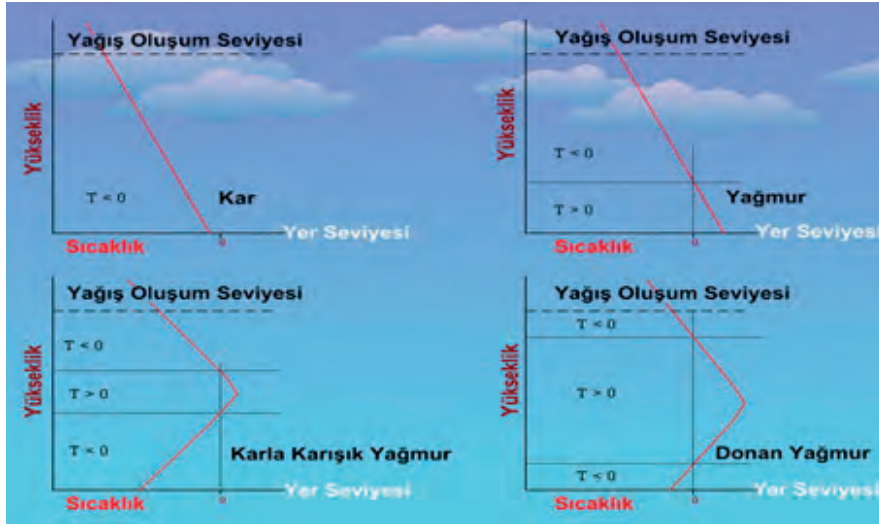 Yağış Oluşum Seviyesi
Yükseklik
T < 0
Kar
0
Yer Seviyesi
Sıcaklık
Yağış Oluşum Seviyesi
Yükseklik
T < 0
T > 0
Yağmur
0
Yer Seviyesi
Sıcaklık
Yağış Oluşum Seviyesi
Yükseklik
T < 0
T > 0
T < 0
Karla Karışık Yağmur
0
Yer Seviyesi
Sıcaklık
Yağış Oluşum Seviyesi
Yükseklik
T < 0
T > 0
T < 0
Donan Yağmur
0
Yer Seviyesi
Sıcaklık